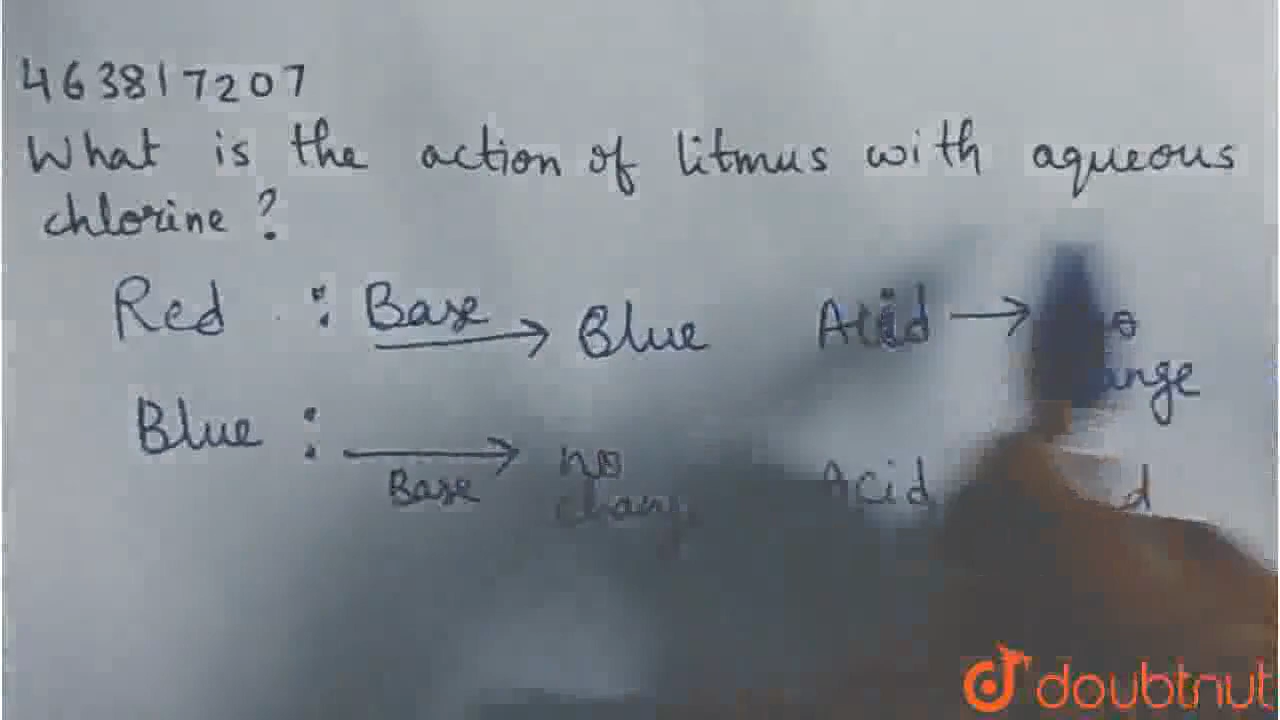 463817207
What is the action of litmus with aqueous
chlorine?
Red : Base → Blue Acid →
Blue : Base → no change Acid
doubtnut